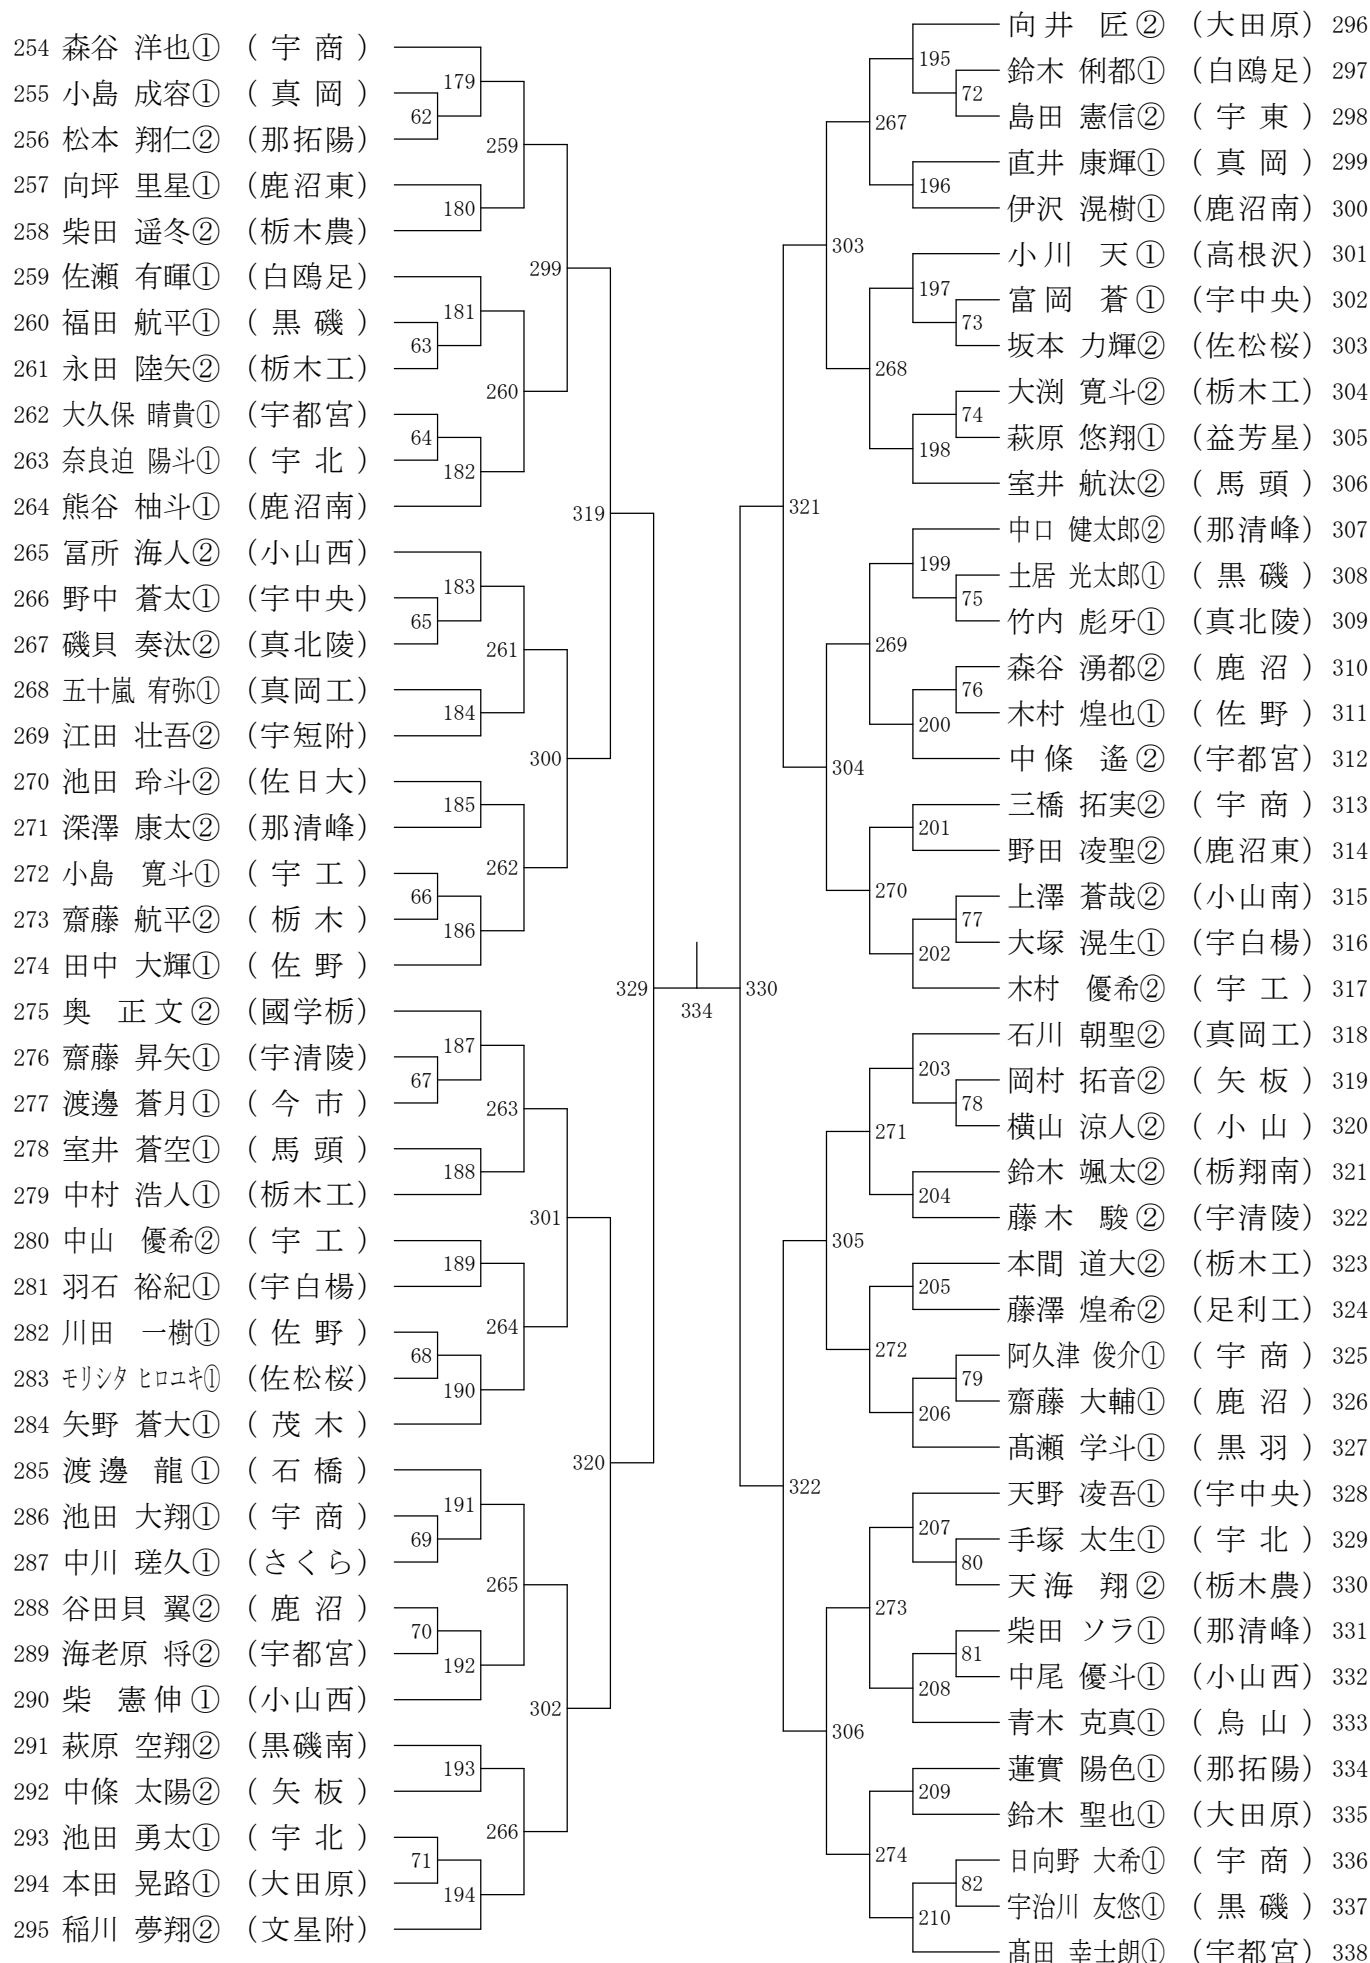 254 森谷 洋也① （ 宇 商 ）
255 小島 成容① （ 真 岡 ）
256 松本 翔仁② （那拓陽）
257 向坪 里星① （鹿沼東）
258 柴田 遥冬② （栃木農）
259 佐瀬 有暉① （白鴎足）
260 福田 航平① （ 黒 磯 ）
261 永田 陸矢② （栃木工）
262 大久保 晴貴① （宇都宮）
263 奈良迫 陽斗① （ 宇 北 ）
264 熊谷 柚斗① （鹿沼南）
265 冨所 海人② （小山西）
266 野中 蒼太① （宇中央）
267 磯貝 奏汰② （真北陵）
268 五十嵐 宥弥① （真岡工）
269 江田 壮吾② （宇短附）
270 池田 玲斗② （佐日大）
271 深澤 康太② （那清峰）
272 小島 寛斗① （ 宇 工 ）
273 齋藤 航平② （ 栃 木 ）
274 田中 大輝① （ 佐 野 ）
275 奥 正文② （國学栃）
276 齋藤 昇矢① （宇清陵）
277 渡邊 蒼月① （ 今 市 ）
278 室井 蒼空① （ 馬 頭 ）
279 中村 浩人① （栃木工）
280 中山 優希② （ 宇 工 ）
281 羽石 裕紀① （宇白楊）
282 川田 一樹① （ 佐 野 ）
283 モリシタ ヒロユキ① （佐松桜）
284 矢野 蒼大① （ 茂 木 ）
285 渡邊 龍① （ 石 橋 ）
286 池田 大翔① （ 宇 商 ）
287 中川 瑳久① （さくら）
288 谷田貝 翼② （ 鹿 沼 ）
289 海老原 将② （宇都宮）
290 柴 憲伸① （小山西）
291 萩原 空翔② （黒磯南）
292 中條 太陽② （ 矢 板 ）
293 池田 勇太① （ 宇 北 ）
294 本田 晃路① （大田原）
295 稲川 夢翔② （文星附）
179
62
259
180
299
181
63
260
64
182
319
183
65
261
184
300
185
262
66
186
329
187
67
263
188
301
189
264
68
190
320
191
69
265
70
192
302
193
266
71
194
334
330
向井 匠② （大田原） 296
鈴木 俐都① （白鴎足） 297
島田 憲信② （ 宇 東 ） 298
直井 康輝① （ 真 岡 ） 299
伊沢 滉樹① （鹿沼南） 300
小川 天① （高根沢） 301
富岡 蒼① （宇中央） 302
坂本 力輝② （佐松桜） 303
大渕 寛斗② （栃木工） 304
萩原 悠翔① （益芳星） 305
室井 航汰② （ 馬 頭 ） 306
中口 健太郎② （那清峰） 307
土居 光太郎① （ 黒 磯 ） 308
竹内 彪牙① （真北陵） 309
森谷 湧都② （ 鹿 沼 ） 310
木村 煌也① （ 佐 野 ） 311
中條 遙② （宇都宮） 312
三橋 拓実② （ 宇 商 ） 313
野田 凌聖② （鹿沼東） 314
上澤 蒼哉② （小山南） 315
大塚 滉生① （宇白楊） 316
木村 優希② （ 宇 工 ） 317
石川 朝聖② （真岡工） 318
岡村 拓音② （ 矢 板 ） 319
横山 涼人② （ 小 山 ） 320
鈴木 颯太② （栃翔南） 321
藤木 駿② （宇清陵） 322
本間 道大② （栃木工） 323
藤澤 煌希② （足利工） 324
阿久津 俊介① （ 宇 商 ） 325
齋藤 大輔① （ 鹿 沼 ） 326
髙瀬 学斗① （ 黒 羽 ） 327
天野 凌吾① （宇中央） 328
手塚 太生① （ 宇 北 ） 329
天海 翔② （栃木農） 330
柴田 ソラ① （那清峰） 331
中尾 優斗① （小山西） 332
青木 克真① （ 烏 山 ） 333
蓮實 陽色① （那拓陽） 334
鈴木 聖也① （大田原） 335
日向野 大希① （ 宇 商 ） 336
宇治川 友悠① （ 黒 磯 ） 337
髙田 幸士朗① （宇都宮） 338
195
72
267
196
303
197
73
268
74
198
321
199
75
269
76
200
304
201
270
77
202
203
78
271
204
305
205
272
79
206
322
207
80
273
81
208
306
209
274
82
210